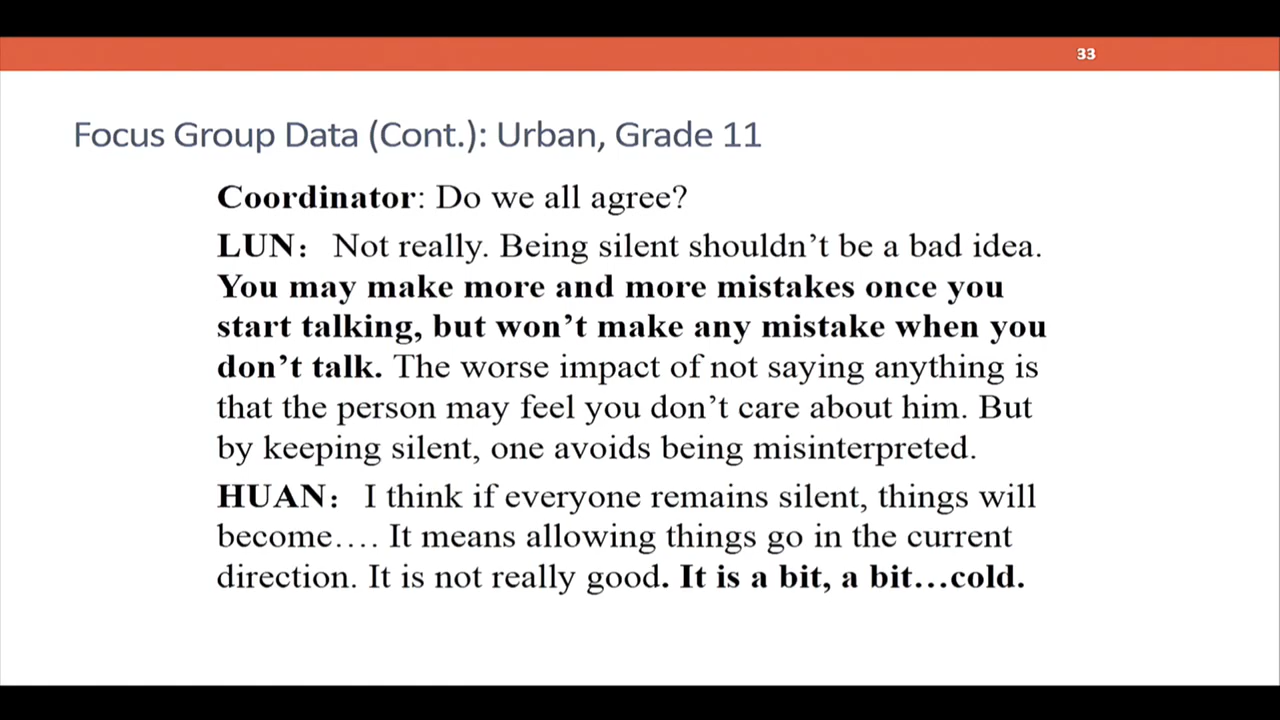 33
Focus Group Data (Cont.): Urban, Grade 11
Coordinator: Do we all agree?
LUN： Not really. Being silent shouldn’t be a bad idea.
You may make more and more mistakes once you
start talking, but won’t make any mistake when you
don’t talk. The worse impact of not saying anything is
that the person may feel you don’t care about him. But
by keeping silent, one avoids being misinterpreted.
HUAN： I think if everyone remains silent, things will
become…. It means allowing things go in the current
direction. It is not really good. It is a bit, a bit…cold.